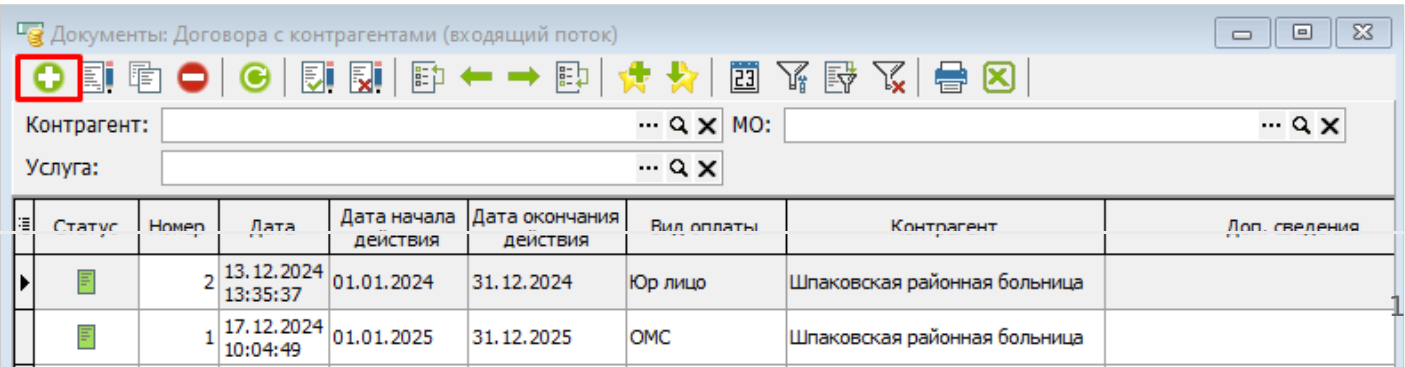 Документы: Договора с контрагентами (входящий поток)
23
Контрагент: МО:
Услуга:
Статус Номер Дата Дата начала действия Дата окончания действия Вид оплаты Контрагент Доп. сведения
2 13.12.2024 13:35:37 01.01.2024 31.12.2024 Юр лицо Шпаковская районная больница
1
1 17.12.2024 10:04:49 01.01.2025 31.12.2025 ОМС Шпаковская районная больница